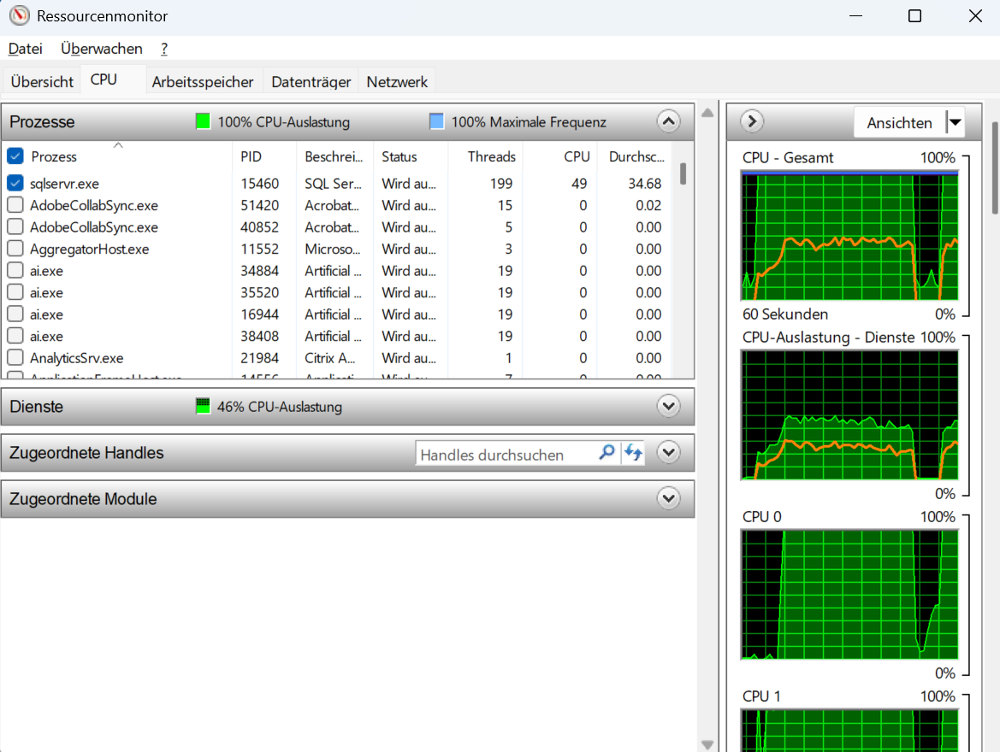 Ressourcenmonitor
Datei Überwachen ?
Übersicht CPU Arbeitsspeicher Datenträger Netzwerk
Prozesse 100% CPU-Auslastung 100% Maximale Frequenz
Prozess PID Beschrei... Status Threads CPU Durchsc...
sqlservr.exe 15460 SQL Ser... Wird au... 199 49 34.68
AdobeCollabSync.exe 51420 Acrobat... Wird au... 15 0 0.02
AdobeCollabSync.exe 40852 Acrobat... Wird au... 5 0 0.00
AggregatorHost.exe 11552 Microso... Wird au... 3 0 0.00
ai.exe 34884 Artificial ... Wird au... 19 0 0.00
ai.exe 35520 Artificial ... Wird au... 19 0 0.00
ai.exe 16944 Artificial ... Wird au... 19 0 0.00
ai.exe 38408 Artificial ... Wird au... 19 0 0.00
AnalyticsSrv.exe 21984 Citrix A... Wird au... 1 0 0.00
ApplicationFrameHost.exe 14556 Applicati... Wird au... 7 0 0.00
Dienste 46% CPU-Auslastung
Zugeordnete Handles Handles durchsuchen
Zugeordnete Module
Ansichten
CPU - Gesamt 100%
60 Sekunden 0%
CPU-Auslastung - Dienste 100%
0%
CPU 0 100%
0%
CPU 1 100%